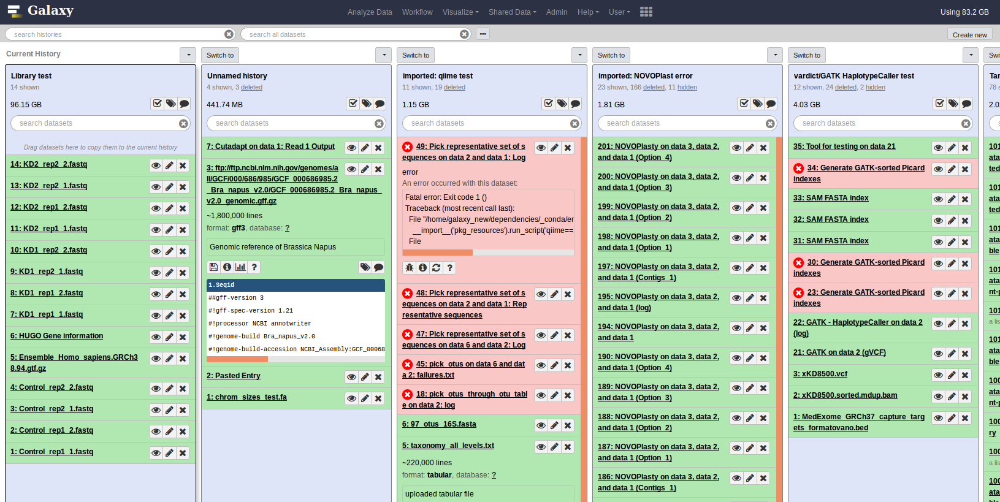 Galaxy
Analyze Data Workflow Visualize Shared Data Admin Help User
Using 83.2 GB
search histories
search all datasets
...
Create new
Current History
Library test
14 shown
96.15 GB
search datasets
Drag datasets here to copy them to the current history
14: KD2_rep2_2.fastq
13: KD2_rep2_1.fastq
12: KD2_rep1_2.fastq
11: KD2_rep1_1.fastq
10: KD1_rep2_2.fastq
9: KD1_rep2_1.fastq
8: KD1_rep1_2.fastq
7: KD1_rep1_1.fastq
6: HUGO Gene information
5: Ensemble_Homo_sapiens.GRCh3
8.94.gtf.gz
4: Control_rep2_2.fastq
3: Control_rep2_1.fastq
2: Control_rep1_2.fastq
1: Control_rep1_1.fastq
Switch to
Unnamed history
4 shown, 3 deleted
441.74 MB
search datasets
7: Cutadapt on data 1: Read 1 Output
3: ftp://ftp.ncbi.nlm.nih.gov/genomes/a
ll/GCF/000/686/985/GCF_000686985.2
_Bra_napus_v2.0/GCF_000686985.2_Bra_napus_
v2.0_genomic.gff.gz
~1,800,000 lines
format: gff3, database: ?
Genomic reference of Brassica Napus
?
1.Seqid
##gff-version 3
#!gff-spec-version 1.21
#!processor NCBI annotwriter
#!genome-build Bra_napus_v2.0
#!genome-build-accession NCBI_Assembly:GCF_00068
2: Pasted Entry
1: chrom_sizes_test.fa
Switch to
imported: qiime test
11 shown, 19 deleted
1.15 GB
search datasets
49: Pick representative set of s
equences on data 2 and data 1: Log
error
An error occurred with this dataset:
Fatal error: Exit code 1 ()
Traceback (most recent call last):
File "/home/galaxy_new/dependencies/_conda/er
__import__('pkg_resources').run_script('qiime==
File
?
48: Pick representative set of s
equences on data 2 and data 1: Rep
resentative sequences
47: Pick representative set of s
equences on data 6 and data 2: Log
45: pick_otus on data 6 and dat
a 2: failures.txt
18: pick_otus_through_otu_tabl
e on data 2: log
6: 97_otus_16S.fasta
5: taxonomy_all_levels.txt
~220,000 lines
format: tabular, database: ?
uploaded tabular file
Switch to
imported: NOVOPlast error
23 shown, 166 deleted, 11 hidden
1.81 GB
search datasets
201: NOVOPlasty on data 3, data 2,
and data 1 (Option_4)
200: NOVOPlasty on data 3, data 2,
and data 1 (Option_3)
199: NOVOPlasty on data 3, data 2,
and data 1 (Option_2)
198: NOVOPlasty on data 3, data 2,
and data 1 (Option_1)
197: NOVOPlasty on data 3, data 2,
and data 1 (Contigs_1)
195: NOVOPlasty on data 3, data 2,
and data 1 (log)
194: NOVOPlasty on data 3, data 2,
and data 1
190: NOVOPlasty on data 3, data 2,
and data 1 (Option_4)
189: NOVOPlasty on data 3, data 2,
and data 1 (Option_3)
188: NOVOPlasty on data 3, data 2,
and data 1 (Option_2)
187: NOVOPlasty on data 3, data 2,
and data 1 (Option_1)
186: NOVOPlasty on data 3, data 2,
and data 1 (Contigs_1)
Switch to
vardict/GATK HaplotypeCaller test
12 shown, 24 deleted, 2 hidden
4.03 GB
search datasets
35: Tool for testing on data 21
34: Generate GATK-sorted Picard
indexes
33: SAM FASTA index
32: SAM FASTA index
31: SAM FASTA index
30: Generate GATK-sorted Picard
indexes
23: Generate GATK-sorted Picard
indexes
22: GATK - HaplotypeCaller on data 2
(log)
21: GATK on data 2 (gVCF)
3: xKD8500.vcf
2: xKD8500.sorted.mdup.bam
1: MedExome_GRCh37_capture_targ
ets_formatovano.bed